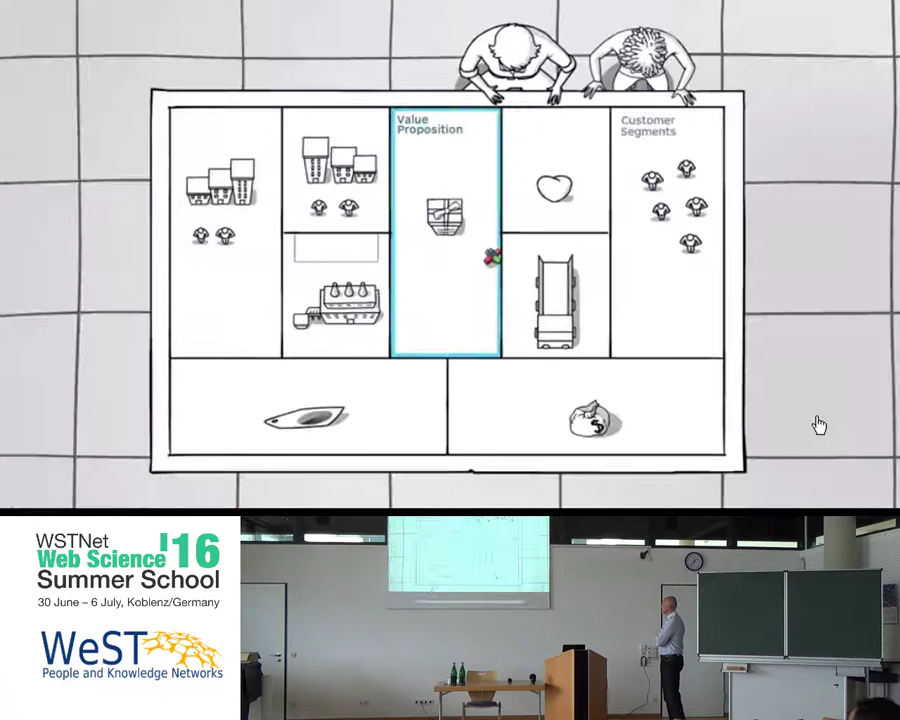 Value
Proposition
Customer
Segments
$
WSTNet
Web Science '16
Summer School
30 June – 6 July, Koblenz/Germany
WeST
People and Knowledge Networks